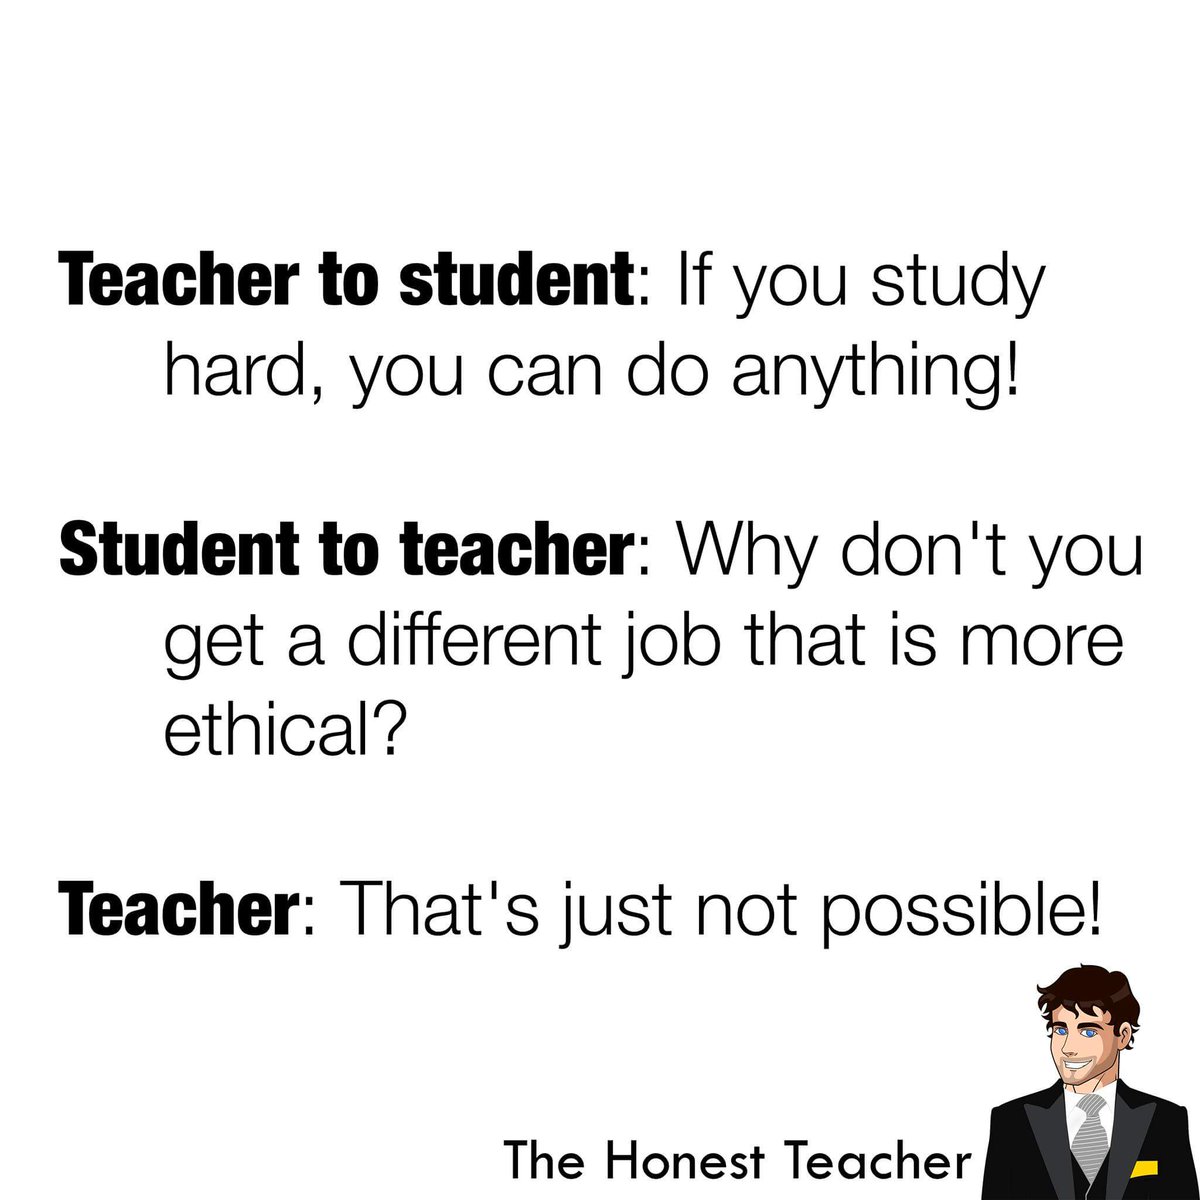 Teacher to student: If you study
hard, you can do anything!
Student to teacher: Why don't you
get a different job that is more
ethical?
Teacher: That's just not possible!
The Honest Teacher